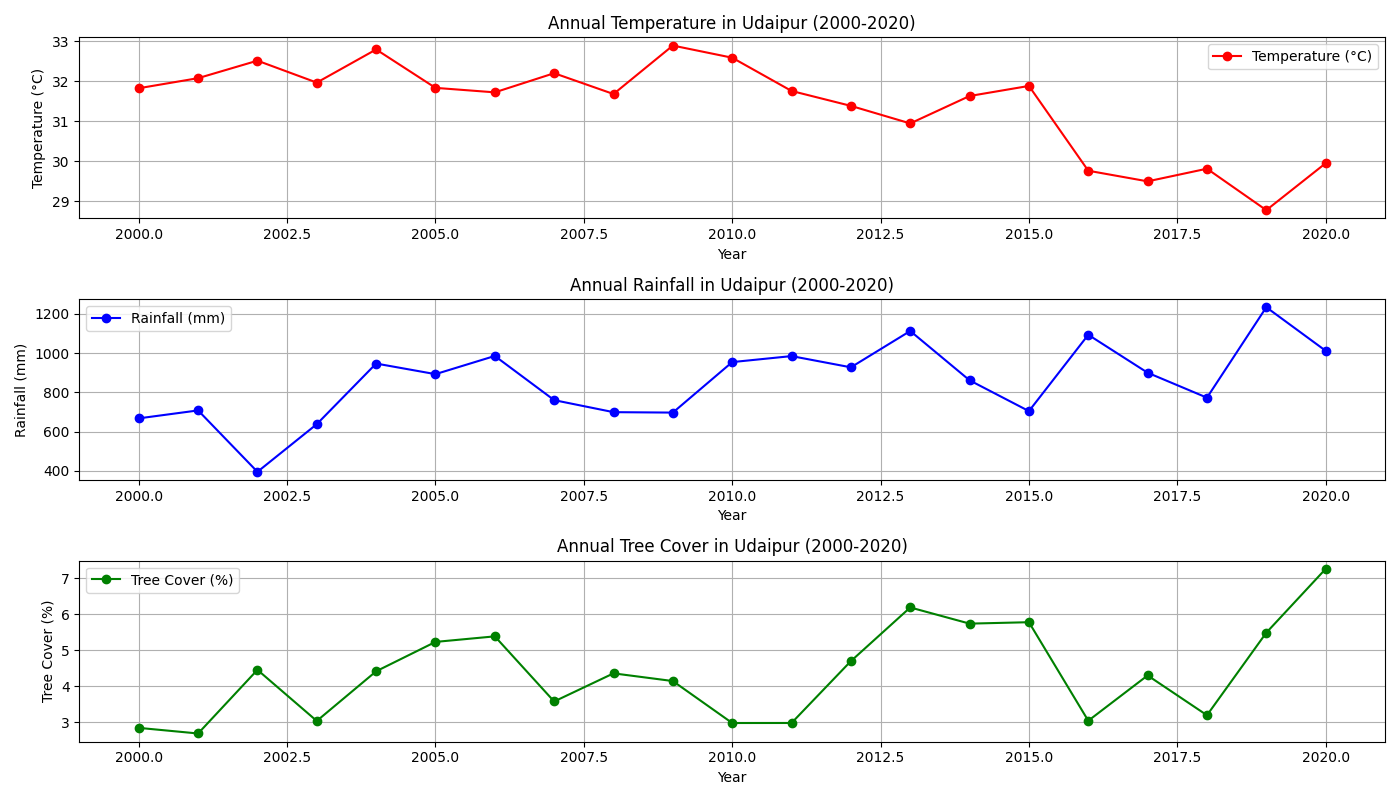 Annual Temperature in Udaipur (2000-2020)
Temperature (°C)
33
32
31
30
29
Temperature (°C)
2000.0 2002.5 2005.0 2007.5 2010.0 2012.5 2015.0 2017.5 2020.0
Year
Annual Rainfall in Udaipur (2000-2020)
Rainfall (mm)
1200
1000
800
600
400
Rainfall (mm)
2000.0 2002.5 2005.0 2007.5 2010.0 2012.5 2015.0 2017.5 2020.0
Year
Annual Tree Cover in Udaipur (2000-2020)
Tree Cover (%)
7
6
5
4
3
Tree Cover (%)
2000.0 2002.5 2005.0 2007.5 2010.0 2012.5 2015.0 2017.5 2020.0
Year